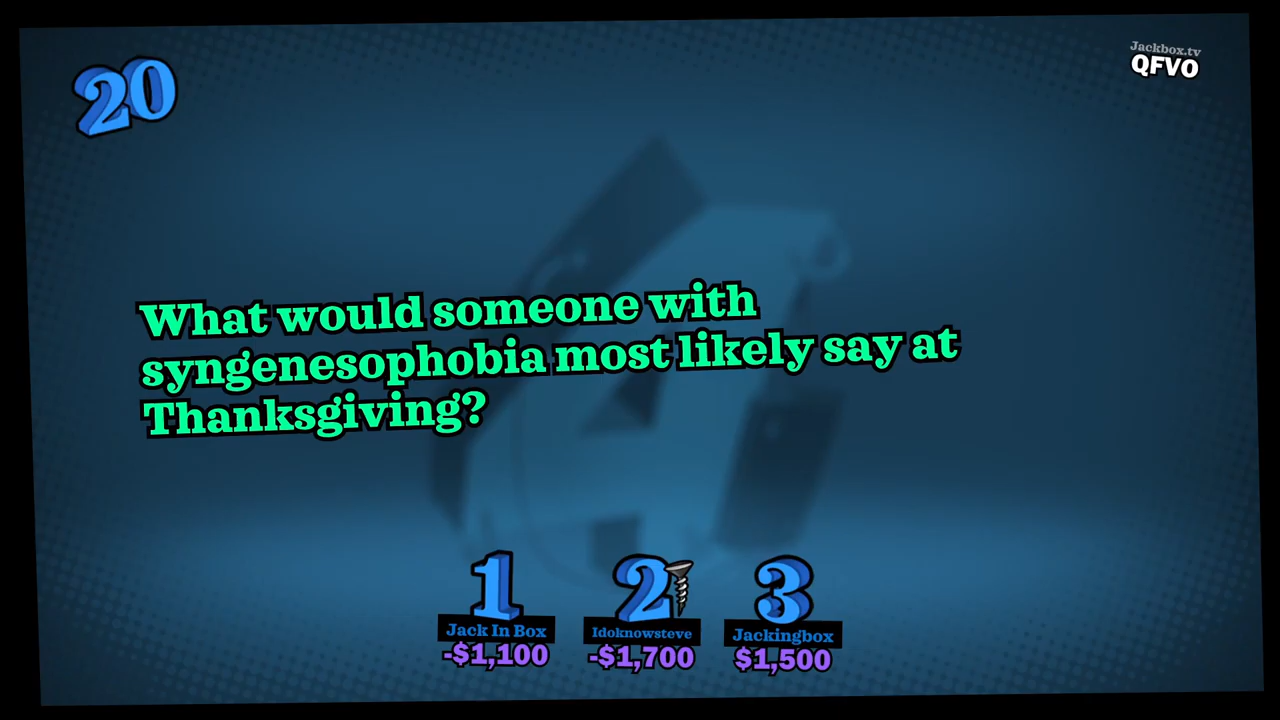 20
Jackbox.tv
QFVO
What would someone with
syngenesophobia most likely say at
Thanksgiving?
1 2 3
Jack In Box Idoknowsteve Jackingbox
-$1,100 -$1,700 $1,500